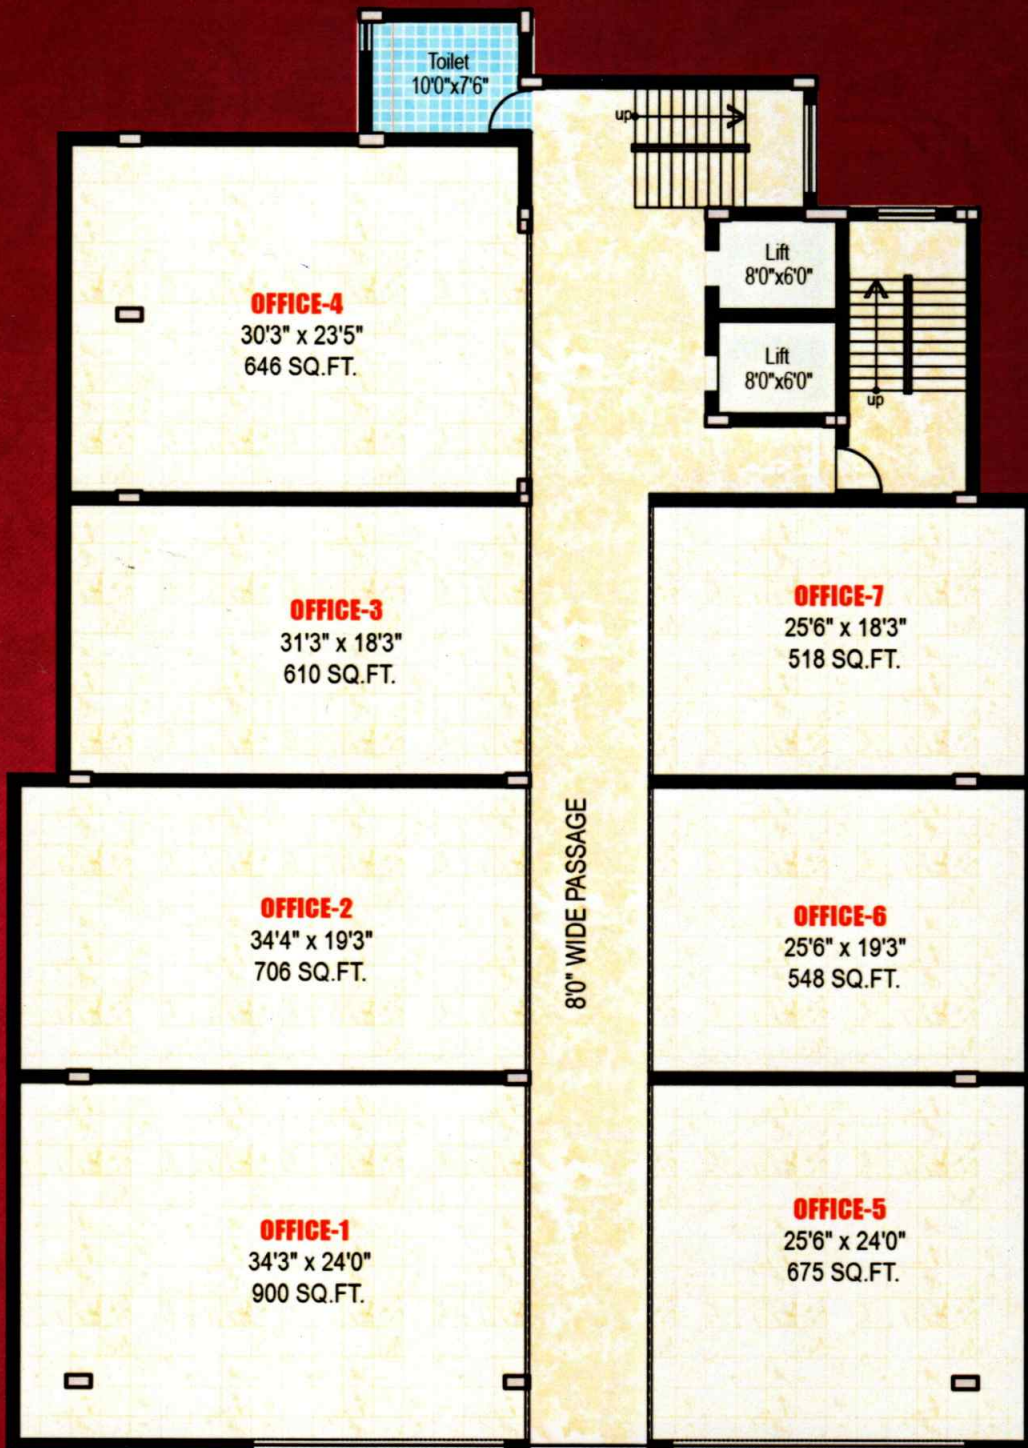 Toilet
10'0"x7'6"
up
Lift
8'0"x6'0"
Lift
8'0"x6'0"
up
OFFICE-4
30'3" x 23'5"
646 SQ.FT.
OFFICE-3
31'3" x 18'3"
610 SQ.FT.
OFFICE-7
25'6" x 18'3"
518 SQ.FT.
8'0" WIDE PASSAGE
OFFICE-2
34'4" x 19'3"
706 SQ.FT.
OFFICE-6
25'6" x 19'3"
548 SQ.FT.
OFFICE-1
34'3" x 24'0"
900 SQ.FT.
OFFICE-5
25'6" x 24'0"
675 SQ.FT.